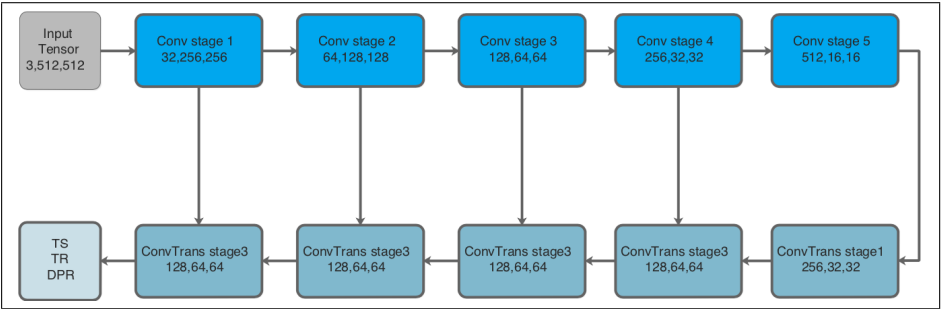 Input
Tensor
3,512,512
Conv stage 1
32,256,256
Conv stage 2
64,128,128
Conv stage 3
128,64,64
Conv stage 4
256,32,32
Conv stage 5
512,16,16
TS
TR
DPR
ConvTrans stage3
128,64,64
ConvTrans stage3
128,64,64
ConvTrans stage3
128,64,64
ConvTrans stage3
128,64,64
ConvTrans stage1
256,32,32